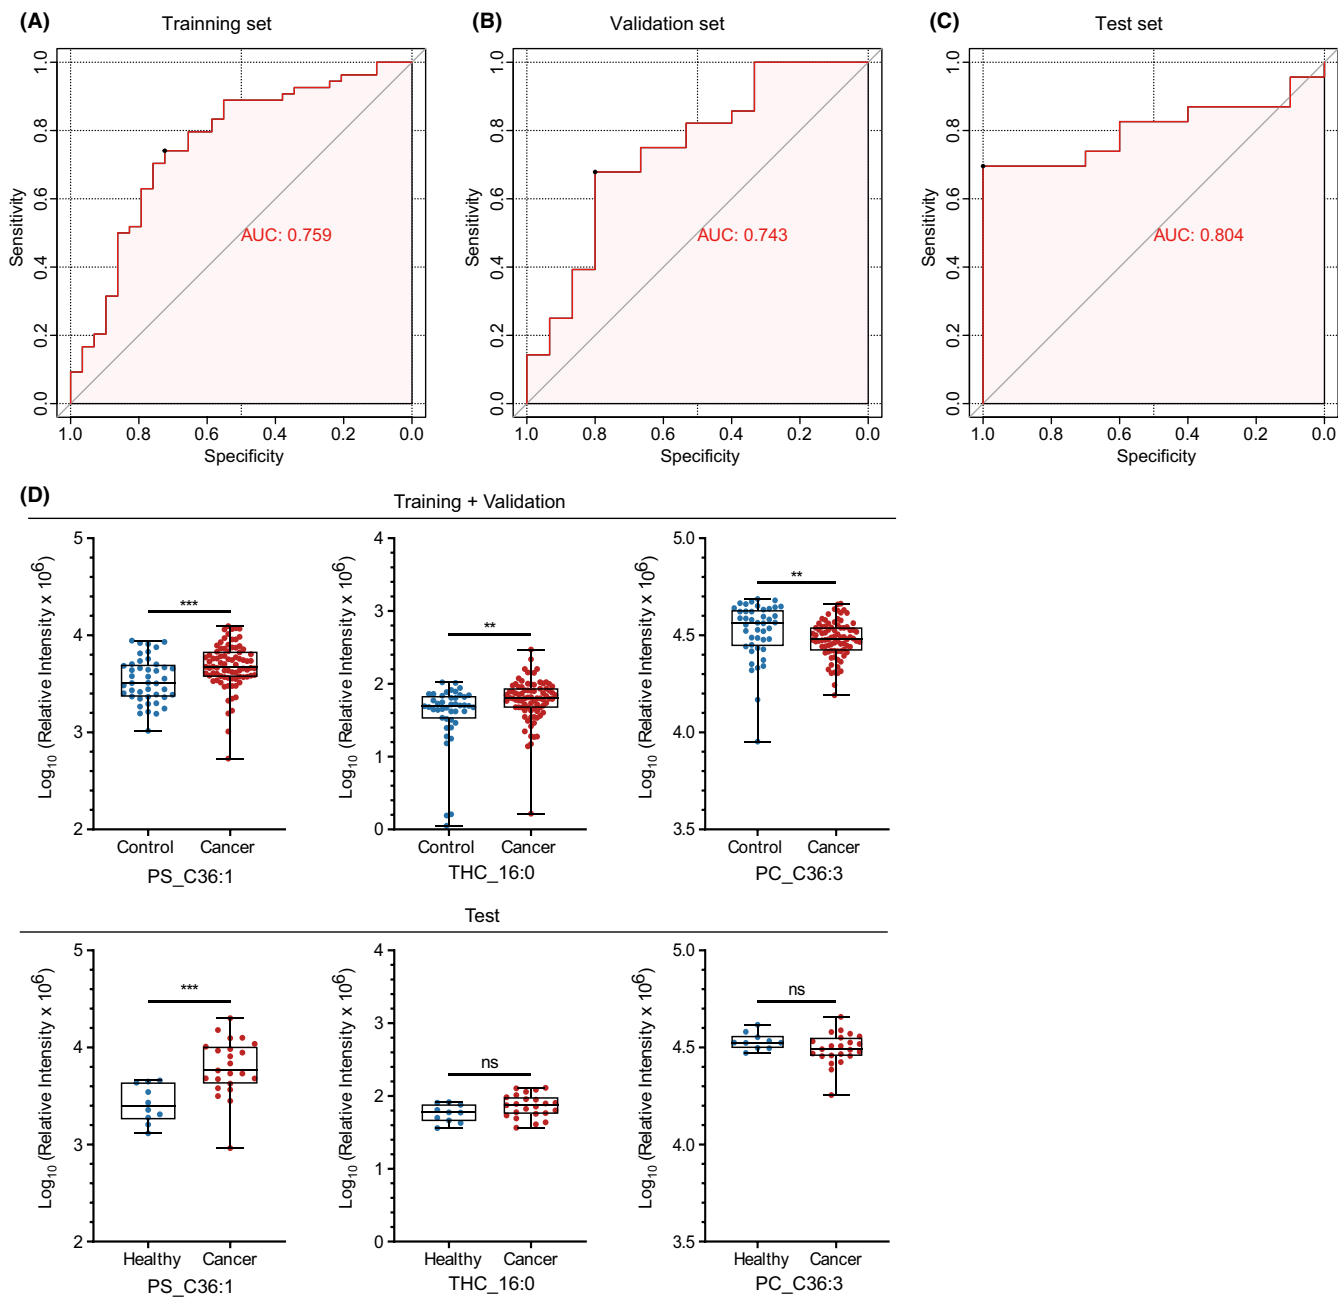 (A) Trainning set
Sensitivity
1.0
0.8
0.6
0.4
0.2
0.0
AUC: 0.759
1.0 0.8 0.6 0.4 0.2 0.0
Specificity
(B) Validation set
Sensitivity
1.0
0.8
0.6
0.4
0.2
0.0
AUC: 0.743
1.0 0.8 0.6 0.4 0.2 0.0
Specificity
(C) Test set
Sensitivity
1.0
0.8
0.6
0.4
0.2
0.0
AUC: 0.804
1.0 0.8 0.6 0.4 0.2 0.0
Specificity
(D)
Training + Validation
Log10 (Relative Intensity x 10^6)
5
4
3
2
***
Control Cancer
PS_C36:1
Log10 (Relative Intensity x 10^6)
4
3
2
1
0
**
Control Cancer
THC_16:0
Log10 (Relative Intensity x 10^6)
5.0
4.5
4.0
3.5
**
Control Cancer
PC_C36:3
Test
Log10 (Relative Intensity x 10^6)
5
4
3
2
***
Healthy Cancer
PS_C36:1
Log10 (Relative Intensity x 10^6)
4
3
2
1
0
ns
Healthy Cancer
THC_16:0
Log10 (Relative Intensity x 10^6)
5.0
4.5
4.0
3.5
ns
Healthy Cancer
PC_C36:3